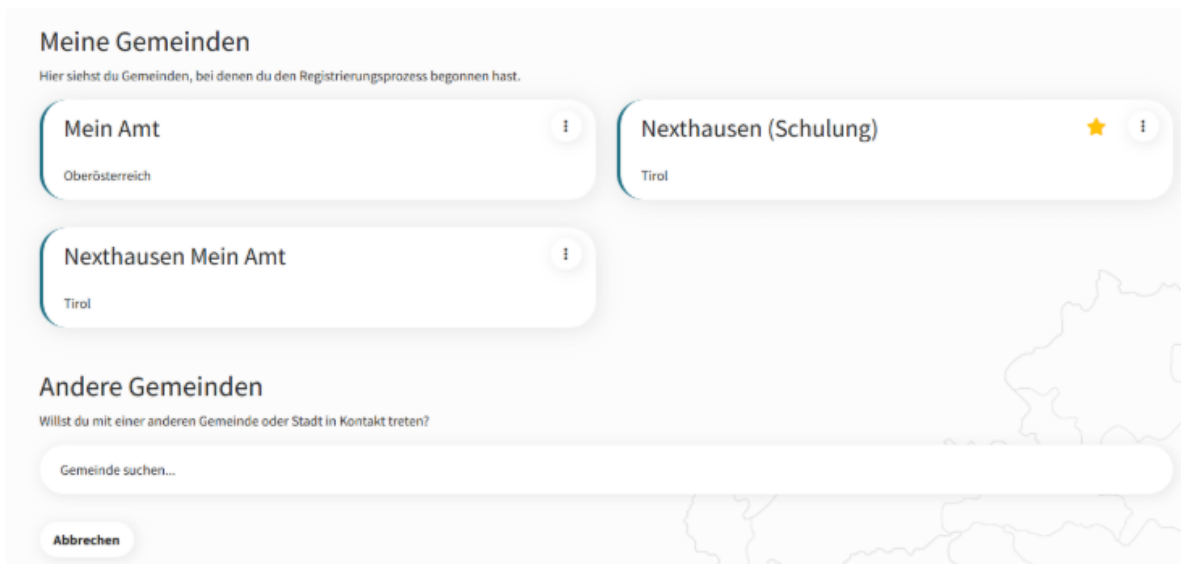 Meine Gemeinden
Hier siehst du Gemeinden, bei denen du den Registrierungsprozess begonnen hast.
Mein Amt
Oberösterreich
Nexthausen (Schulung)
Tirol
Nexthausen Mein Amt
Tirol
Andere Gemeinden
Willst du mit einer anderen Gemeinde oder Stadt in Kontakt treten?
Gemeinde suchen...
Abbrechen